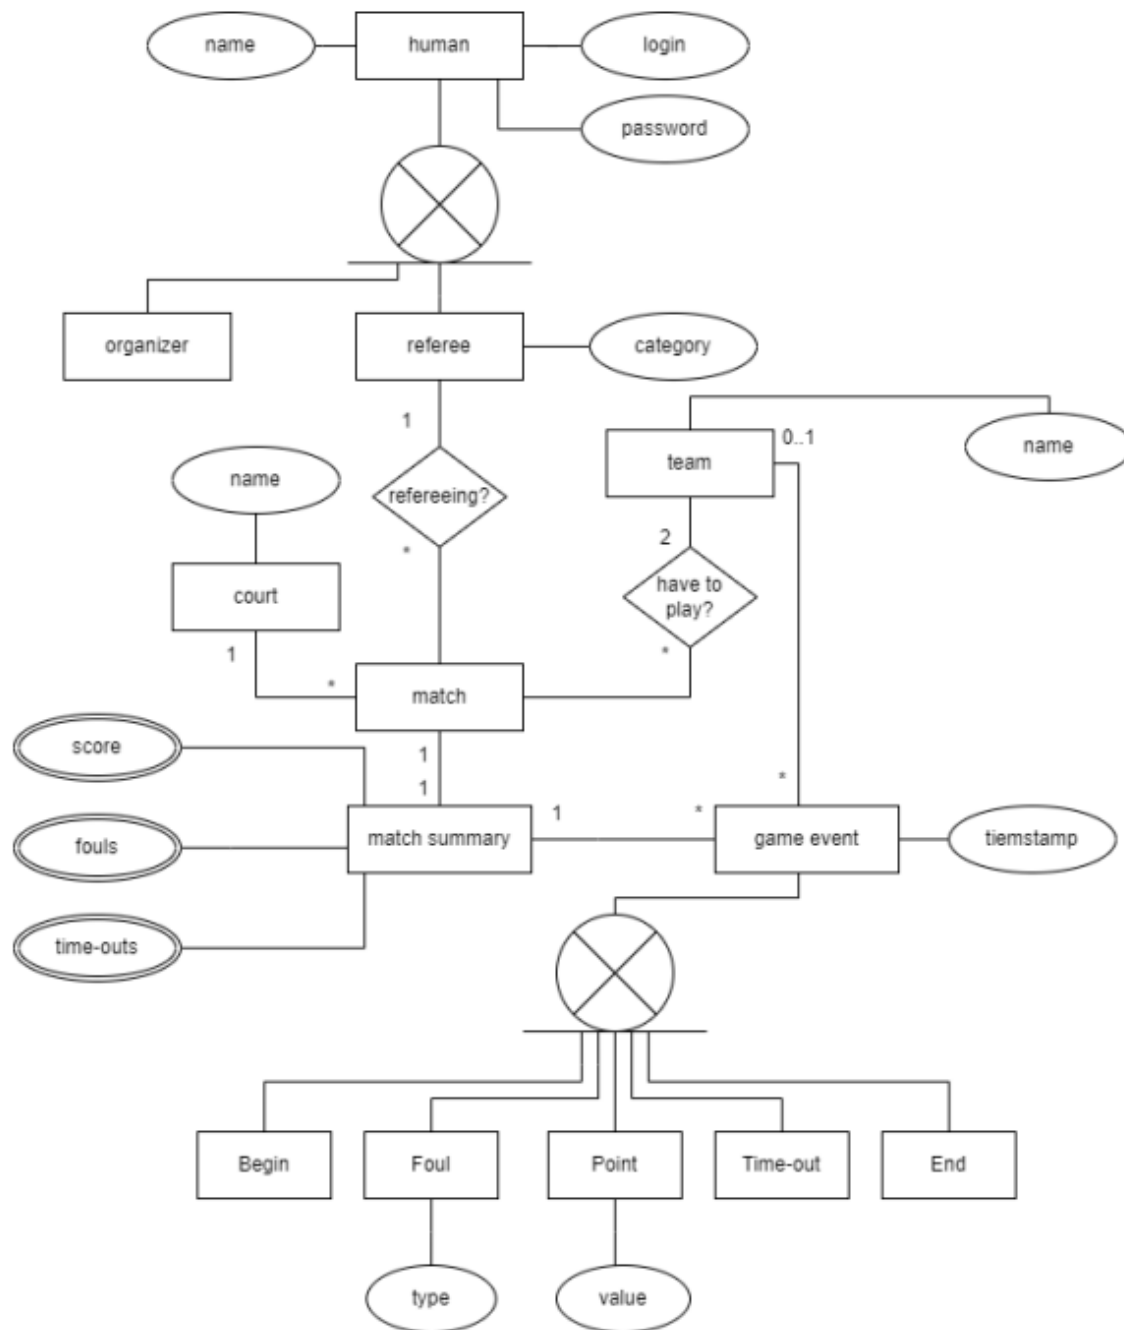 name
human
login
password
organizer
referee
category
1
0..1
team
name
name
refereeing?
2
*
court
have to
play?
1
*
*
match
score
1
1
*
1
*
match summary
game event
tiemstamp
fouls
time-outs
Begin
Foul
Point
Time-out
End
type
value